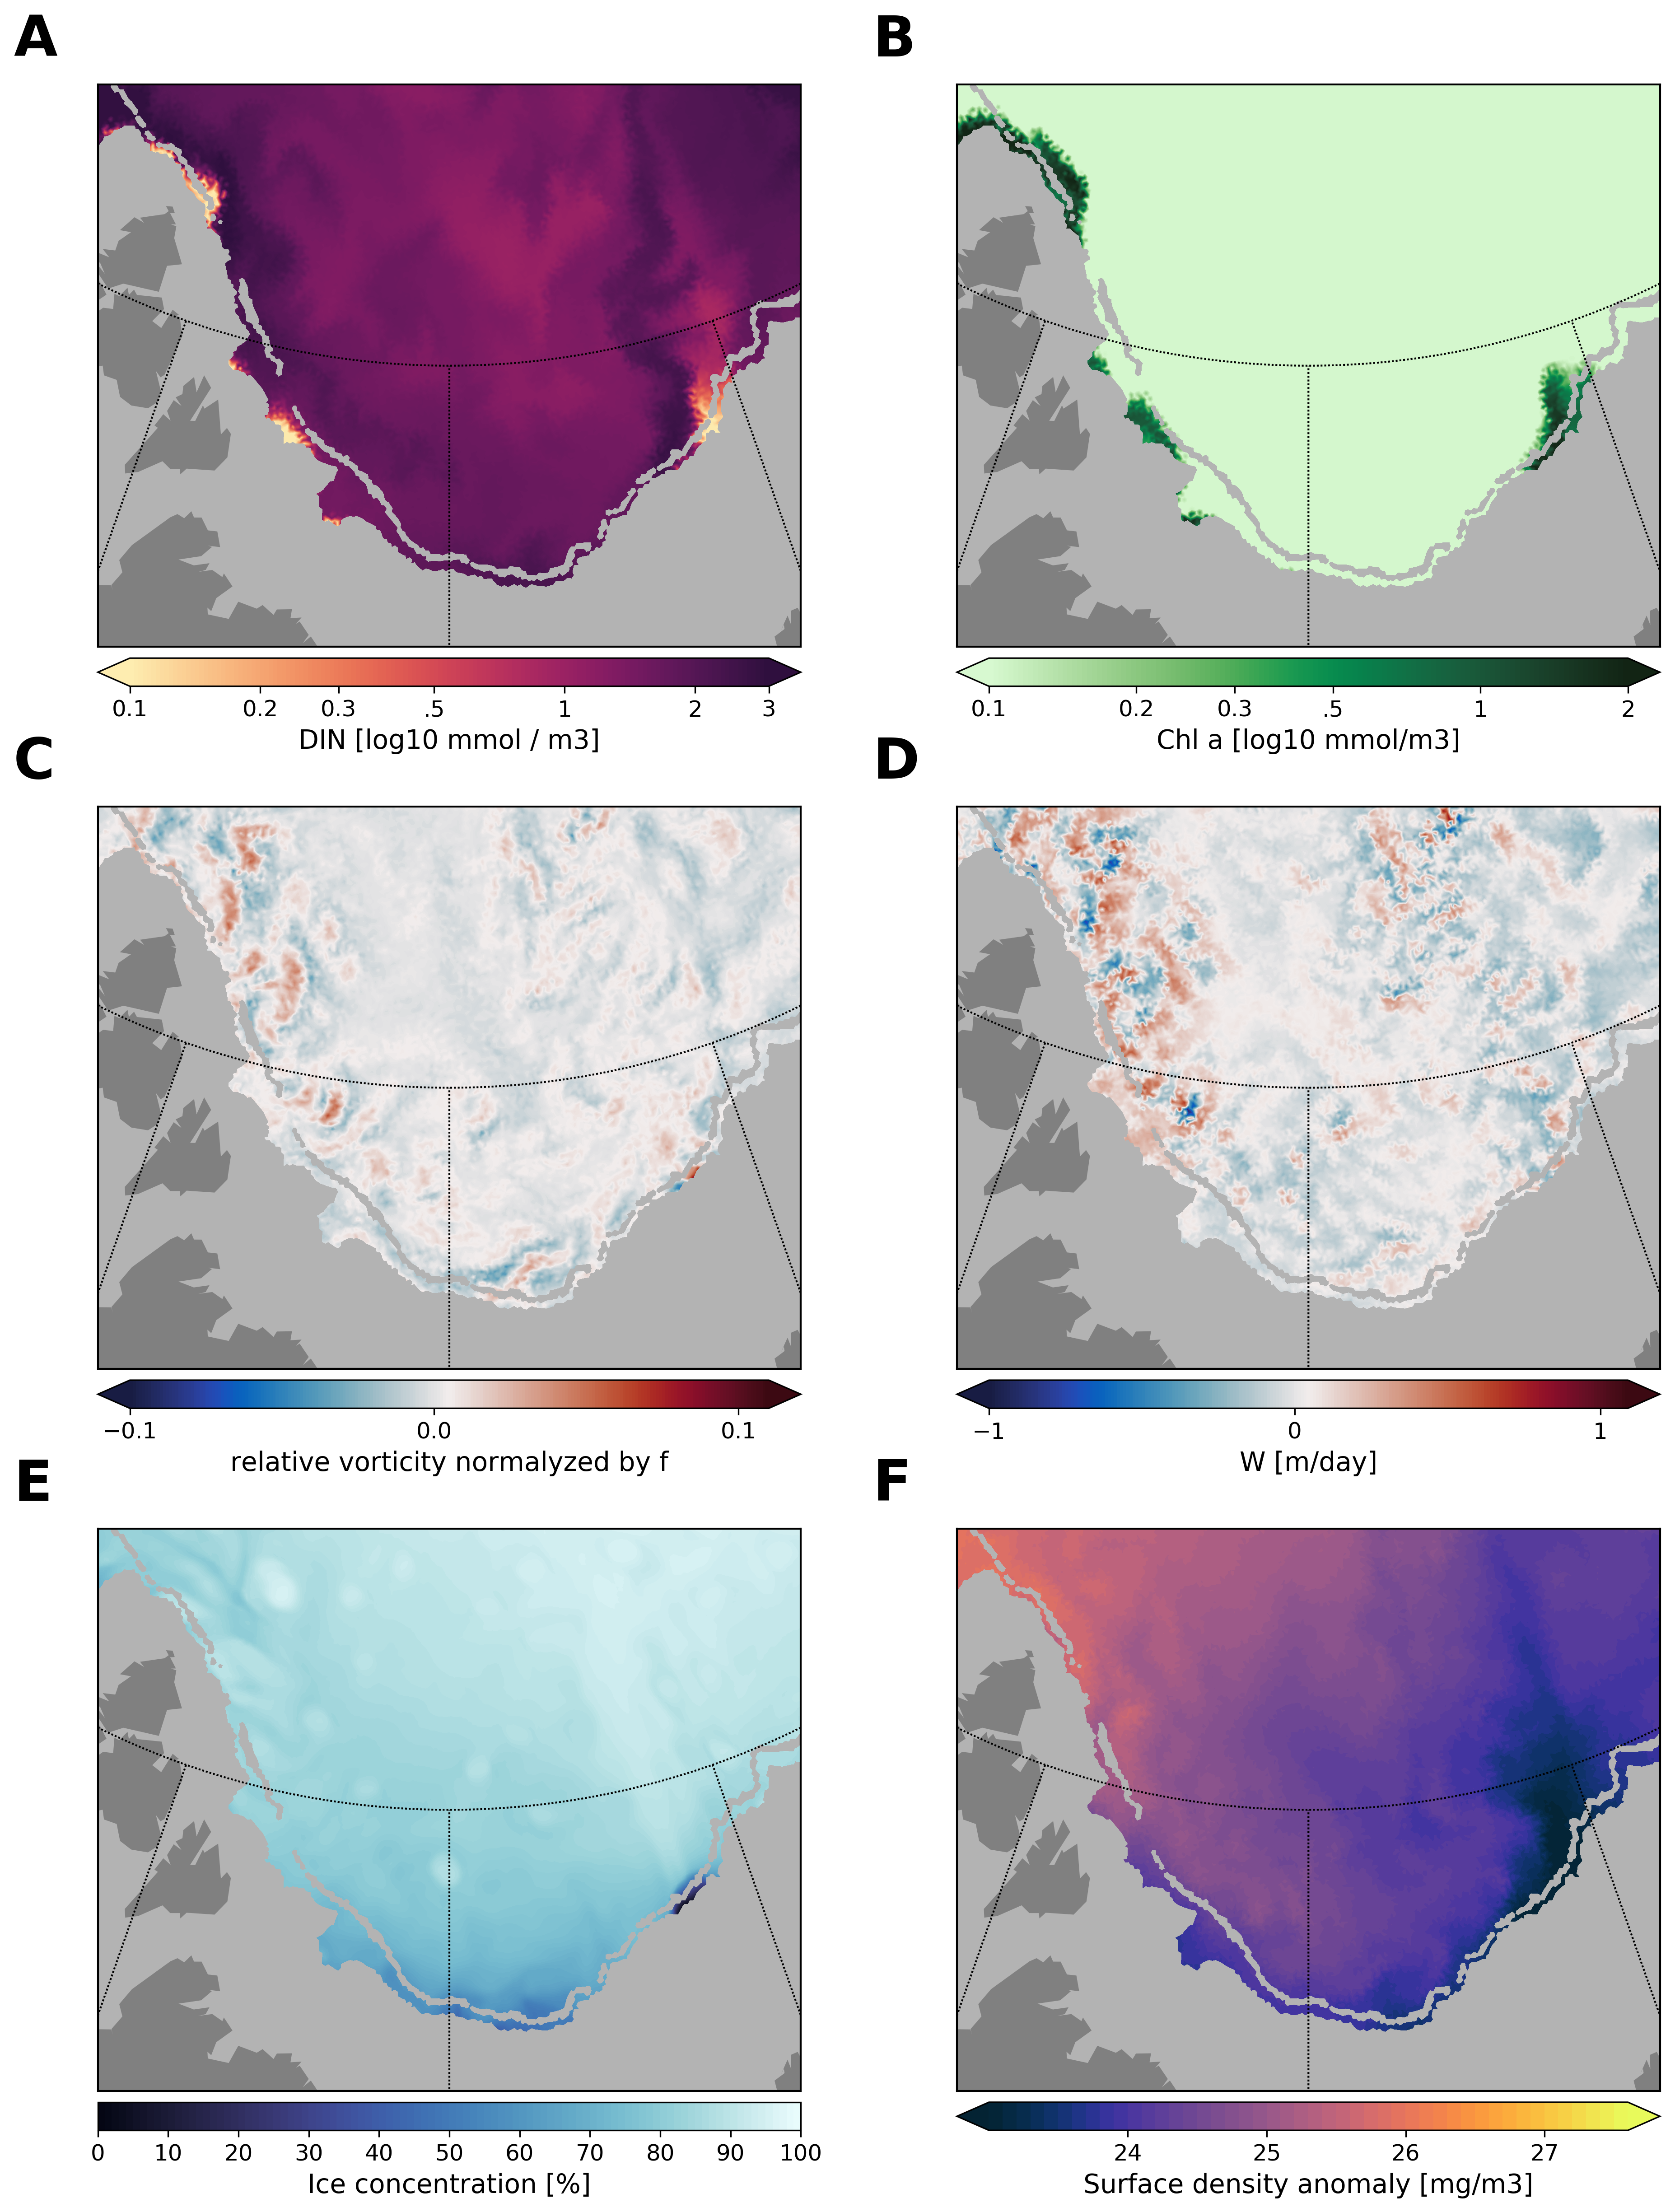 A
B
0.1 0.2 0.3 .5 1 2 3
DIN [log10 mmol / m3]
0.1 0.2 0.3 .5 1 2
Chl a [log10 mmol/m3]
C
D
−0.1 0.0 0.1
relative vorticity normalyzed by f
−1 0 1
W [m/day]
E
F
0 10 20 30 40 50 60 70 80 90 100
Ice concentration [%]
24 25 26 27
Surface density anomaly [mg/m3]